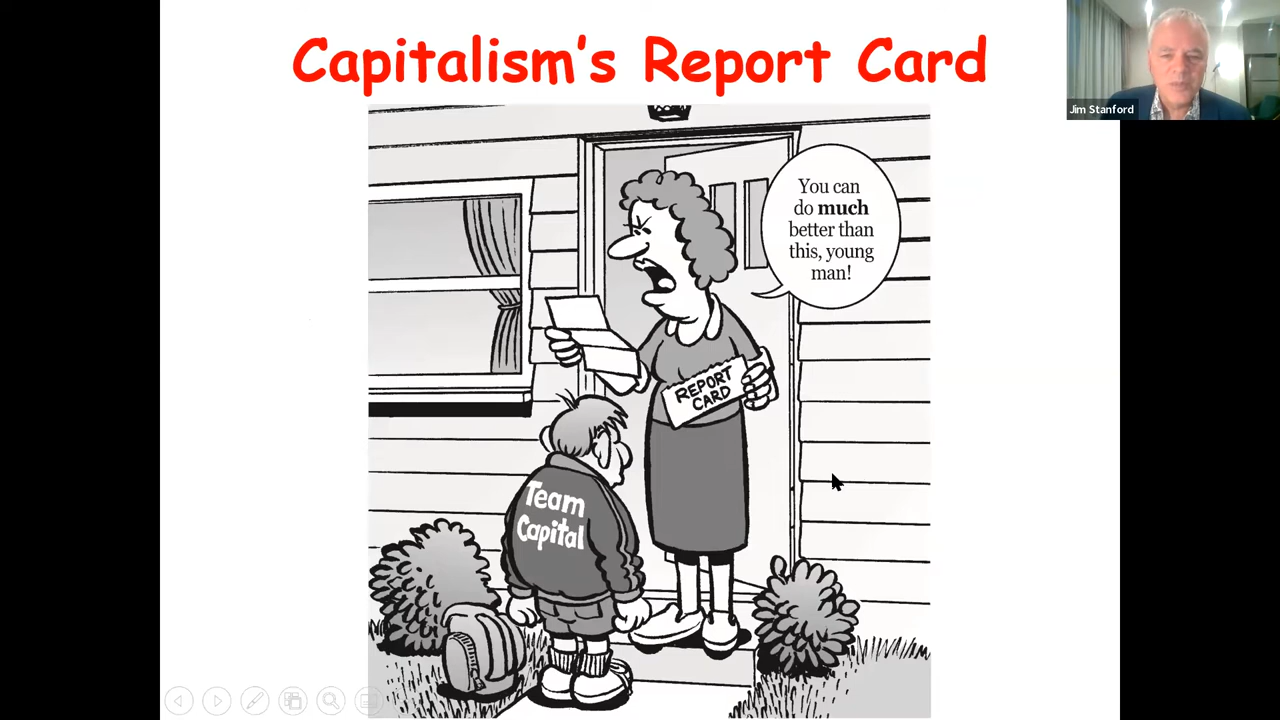 Capitalism's Report Card
Jim Stanford
You can
do much
better than
this, young
man!
REPORT
CARD
Team
Capital